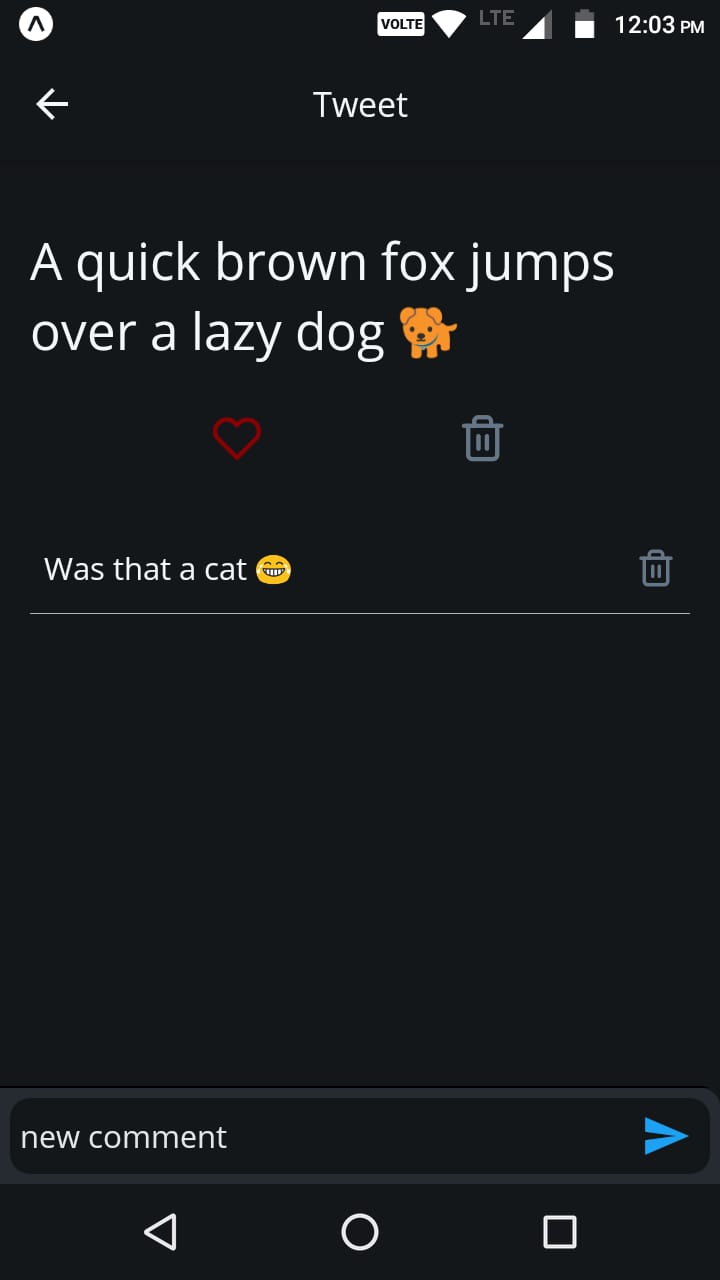 VOLTE LTE 12:03 PM
Tweet
A quick brown fox jumps
over a lazy dog 🐕
Was that a cat 😂
new comment